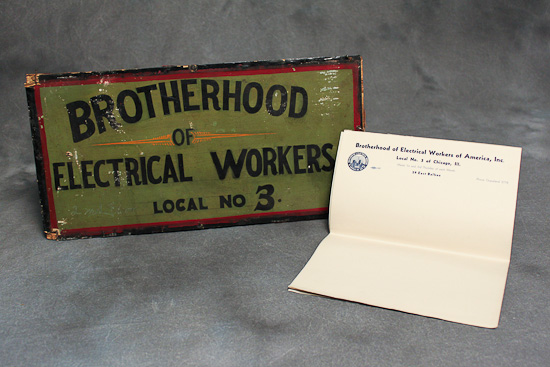 BROTHERHOOD
OF
ELECTRICAL WORKERS
LOCAL NO 3.
Brotherhood of Electrical Workers of America, Inc.
Local No. 3 of Chicago, Ill.